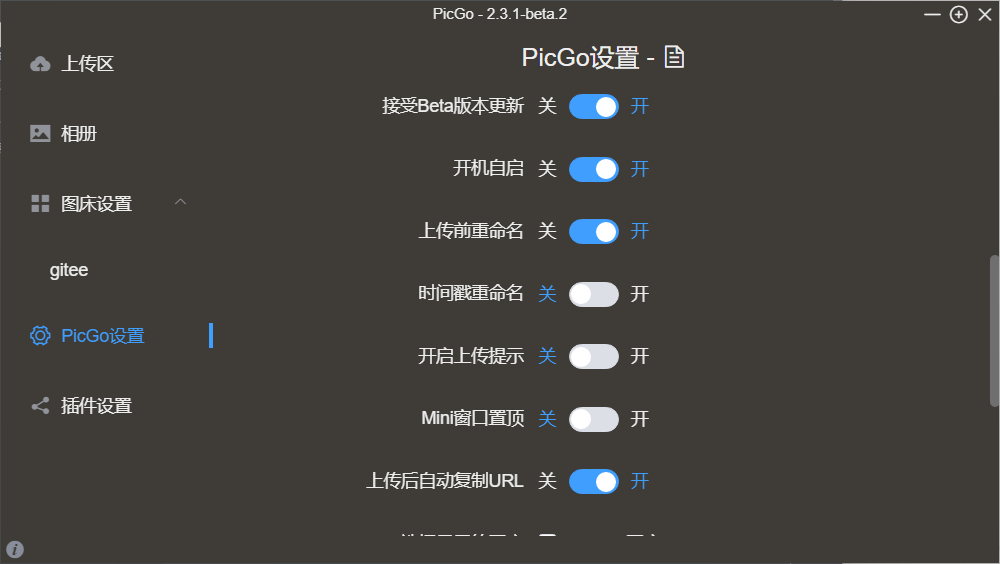 PicGo - 2.3.1-beta.2
上传区
相册
图床设置
gitee
PicGo设置
插件设置
PicGo设置 -
接受Beta版本更新 关 开
开机自启 关 开
上传前重命名 关 开
时间戳重命名 关 开
开启上传提示 关 开
Mini窗口置顶 关 开
上传后自动复制URL 关 开